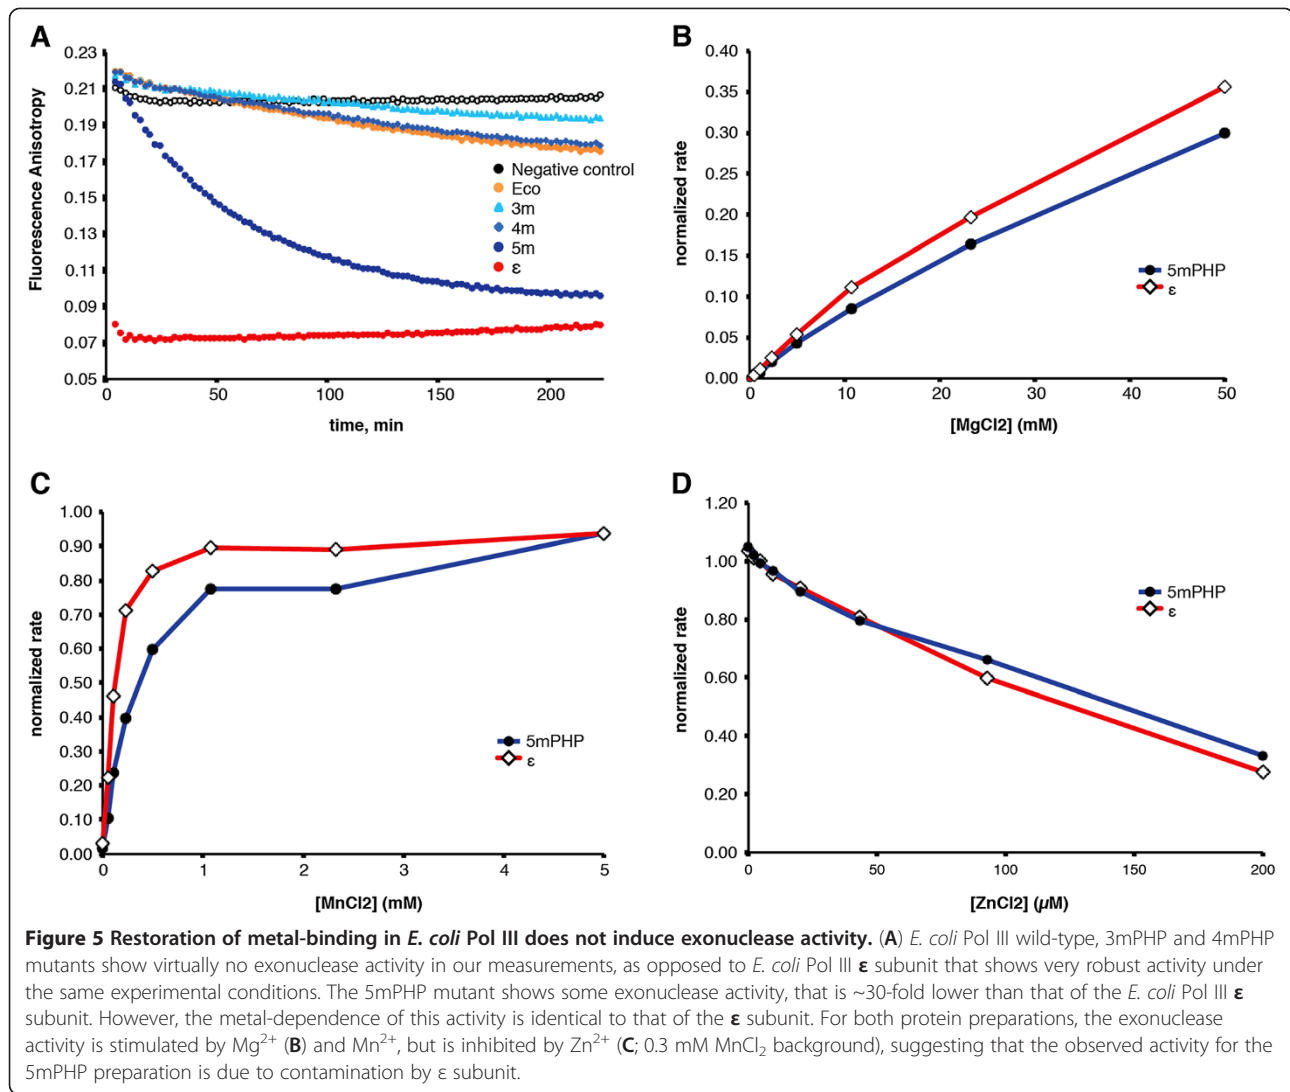 A
0.23
0.21
0.19
0.17
0.15
0.13
0.11
0.09
0.07
0.05
Fluorescence Anisotropy
50
100
150
200
time, min
Negative control
Eco
3m
4m
5m
ε
B
0.40
0.35
0.30
0.25
0.20
0.15
0.10
0.05
0.00
normalized rate
0
10
20
30
40
50
[MgCl2] (mM)
5mPHP
ε
C
1.00
0.90
0.80
0.70
0.60
0.50
0.40
0.30
0.20
0.10
0.00
normalized rate
0
1
2
3
4
5
[MnCl2] (mM)
5mPHP
ε
D
1.20
1.00
0.80
0.60
0.40
0.20
0.00
normalized rate
0
50
100
150
200
[ZnCl2] (µM)
5mPHP
ε
Figure 5 Restoration of metal-binding in E. coli Pol III does not induce exonuclease activity. (A) E. coli Pol III wild-type, 3mPHP and 4mPHP
mutants show virtually no exonuclease activity in our measurements, as opposed to E. coli Pol III ε subunit that shows very robust activity under
the same experimental conditions. The 5mPHP mutant shows some exonuclease activity, that is ~30-fold lower than that of the E. coli Pol III ε
subunit. However, the metal-dependence of this activity is identical to that of the ε subunit. For both protein preparations, the exonuclease
activity is stimulated by Mg²⁺ (B) and Mn²⁺, but is inhibited by Zn²⁺ (C; 0.3 mM MnCl₂ background), suggesting that the observed activity for the
5mPHP preparation is due to contamination by ε subunit.